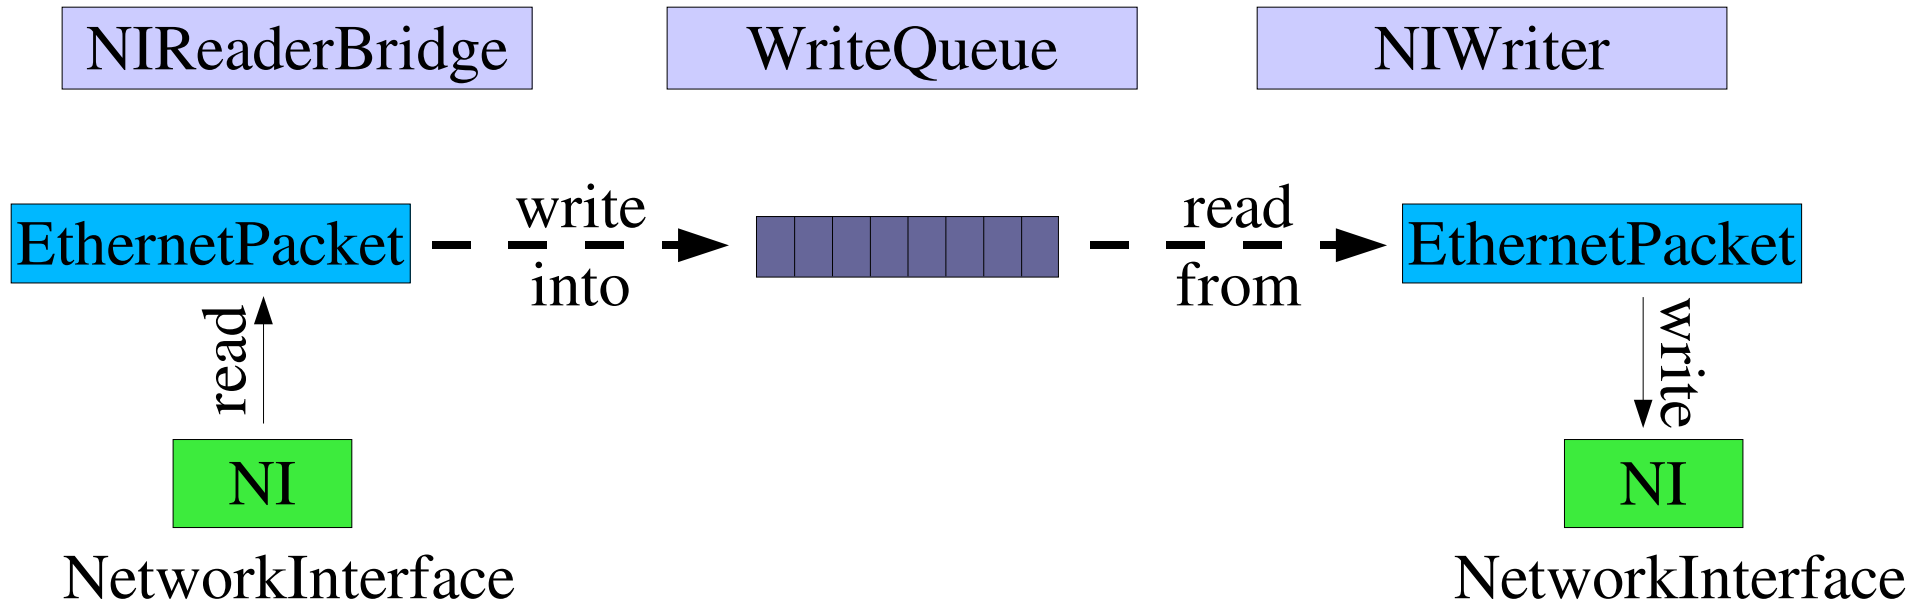 NIReaderBridge
WriteQueue
NIWriter
EthernetPacket
write
into
read
from
EthernetPacket
read
write
NI
NI
NetworkInterface
NetworkInterface